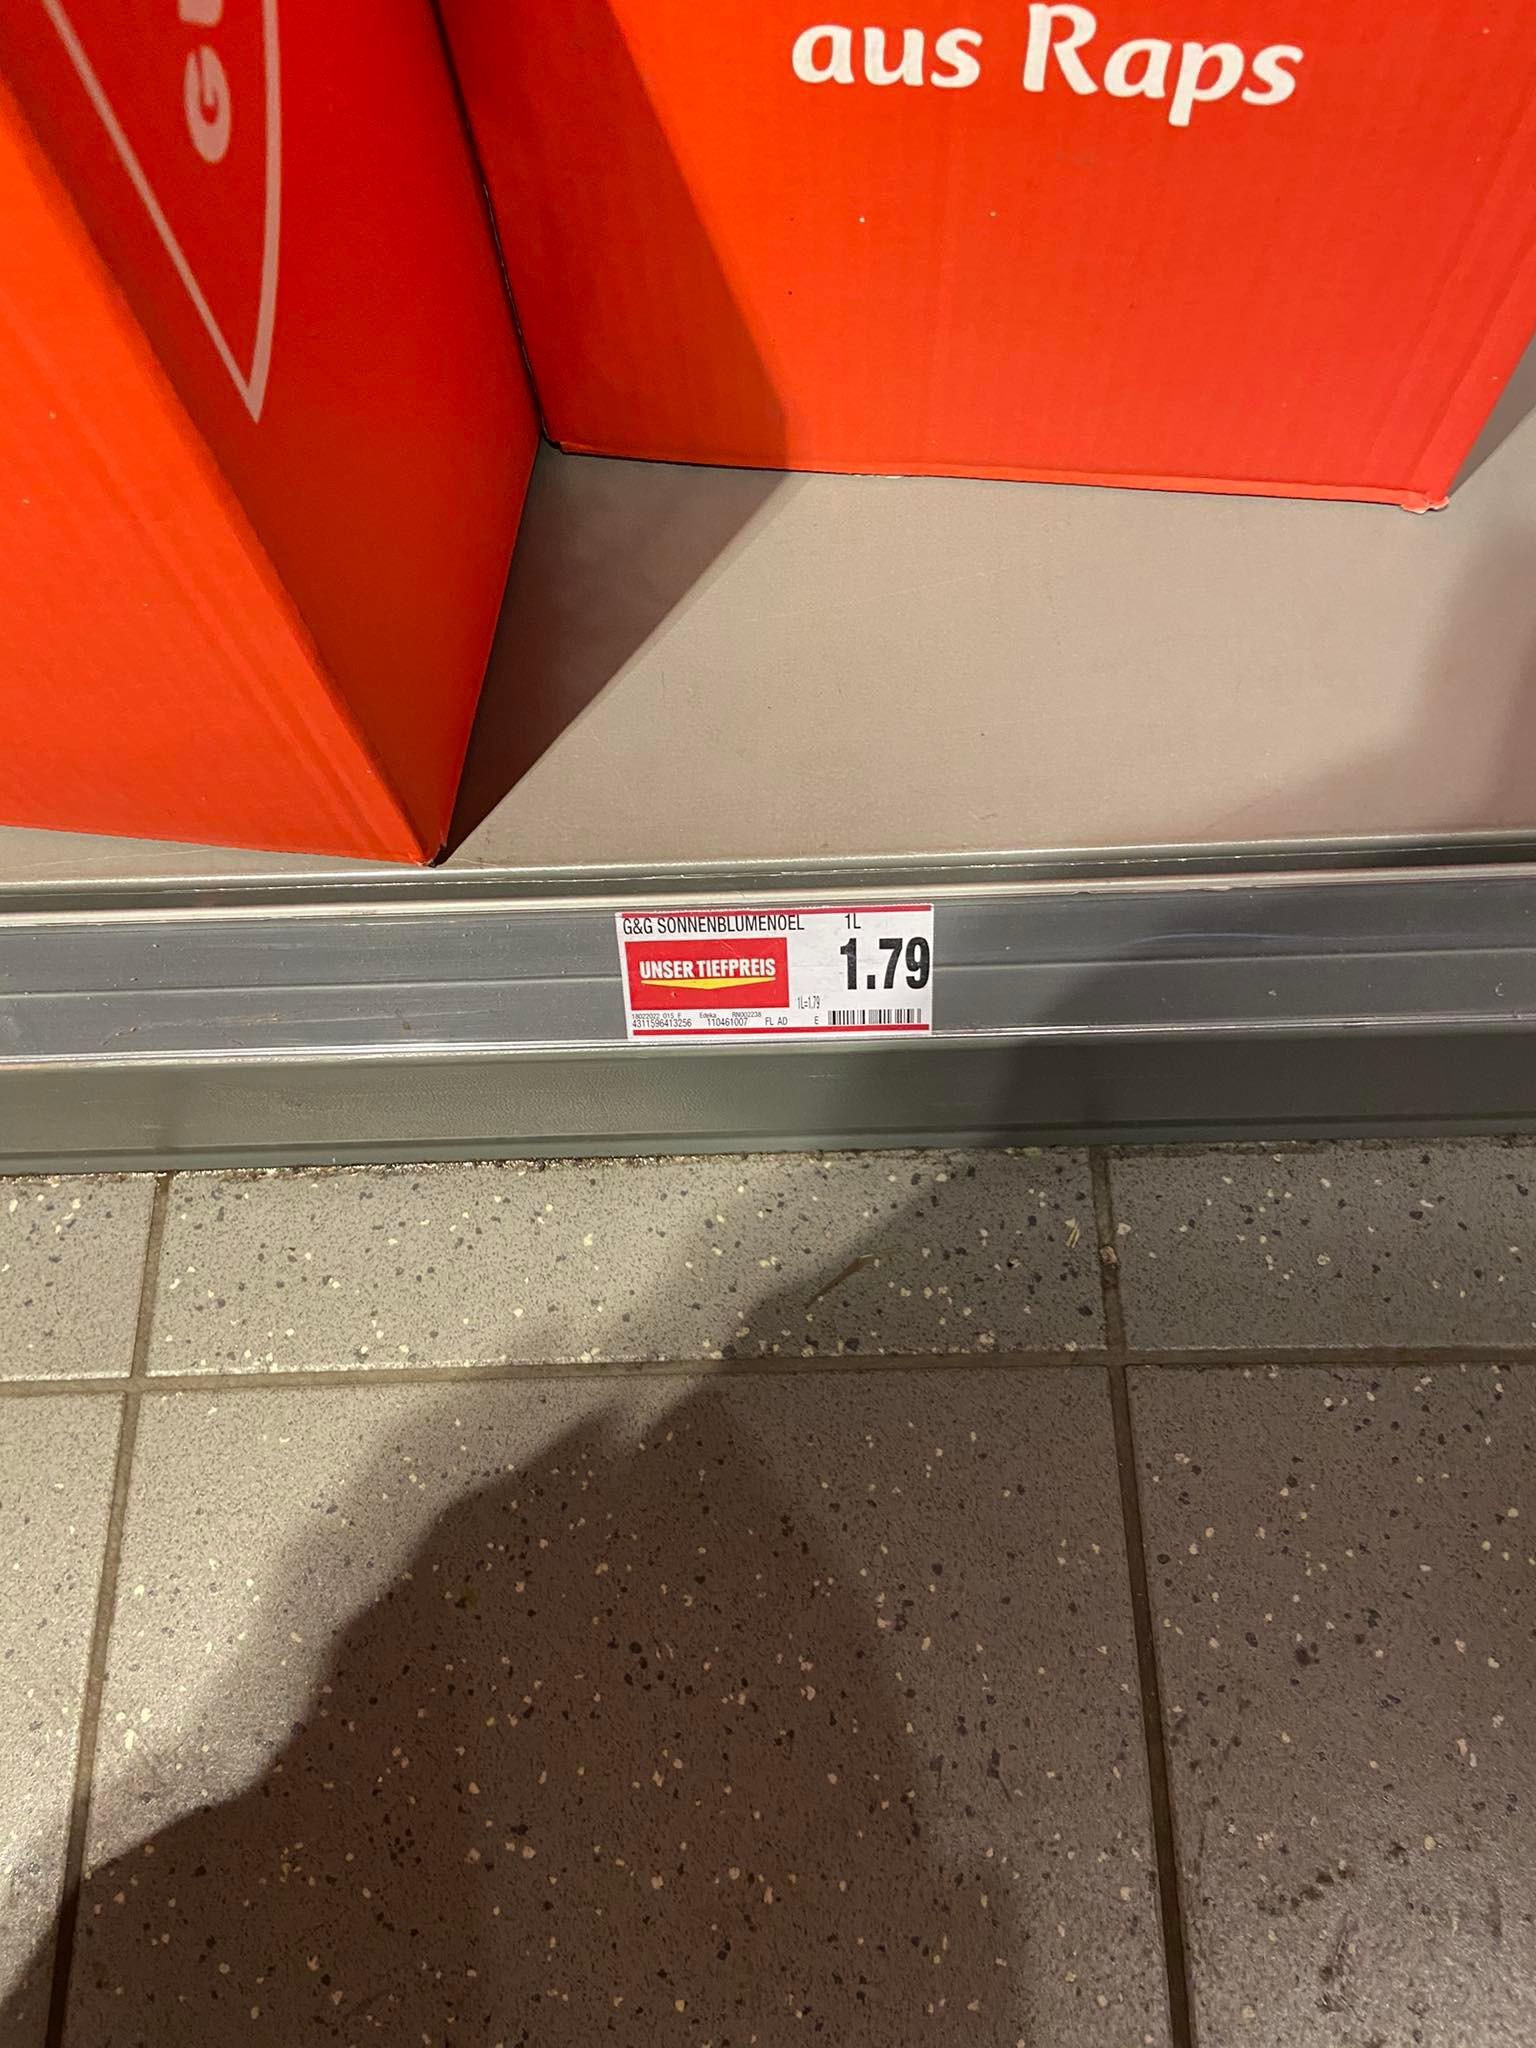 GU
aus Raps
G&G SONNENBLUMENOEL 1L
UNSER TIEFPREIS
1.79
1L=1.79
18022022 015 F Edeka RN002238
4311596413256 110461007 FL AD E